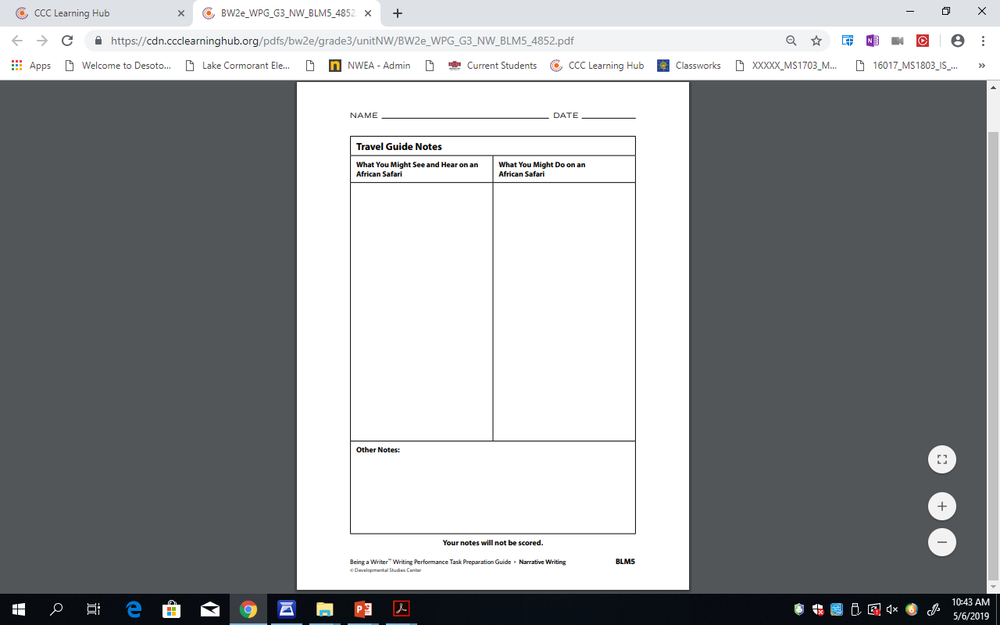 CCC Learning Hub
BW2e_WPG_G3_NW_BLM5_4852.
https://cdn.ccclearninghub.org/pdfs/bw2e/grade3/unitNW/BW2e_WPG_G3_NW_BLM5_4852.pdf
Apps Welcome to Desoto... Lake Cormorant Ele... NWEA - Admin Current Students CCC Learning Hub Classworks XXXXX_MS1703_M... 16017_MS1803_IS_... »
NAME DATE
Travel Guide Notes
What You Might See and Hear on an
African Safari
What You Might Do on an
African Safari
Other Notes:
Your notes will not be scored.
Being a Writer™ Writing Performance Task Preparation Guide ▸ Narrative Writing BLM5
© Developmental Studies Center
10:43 AM
5/6/2019